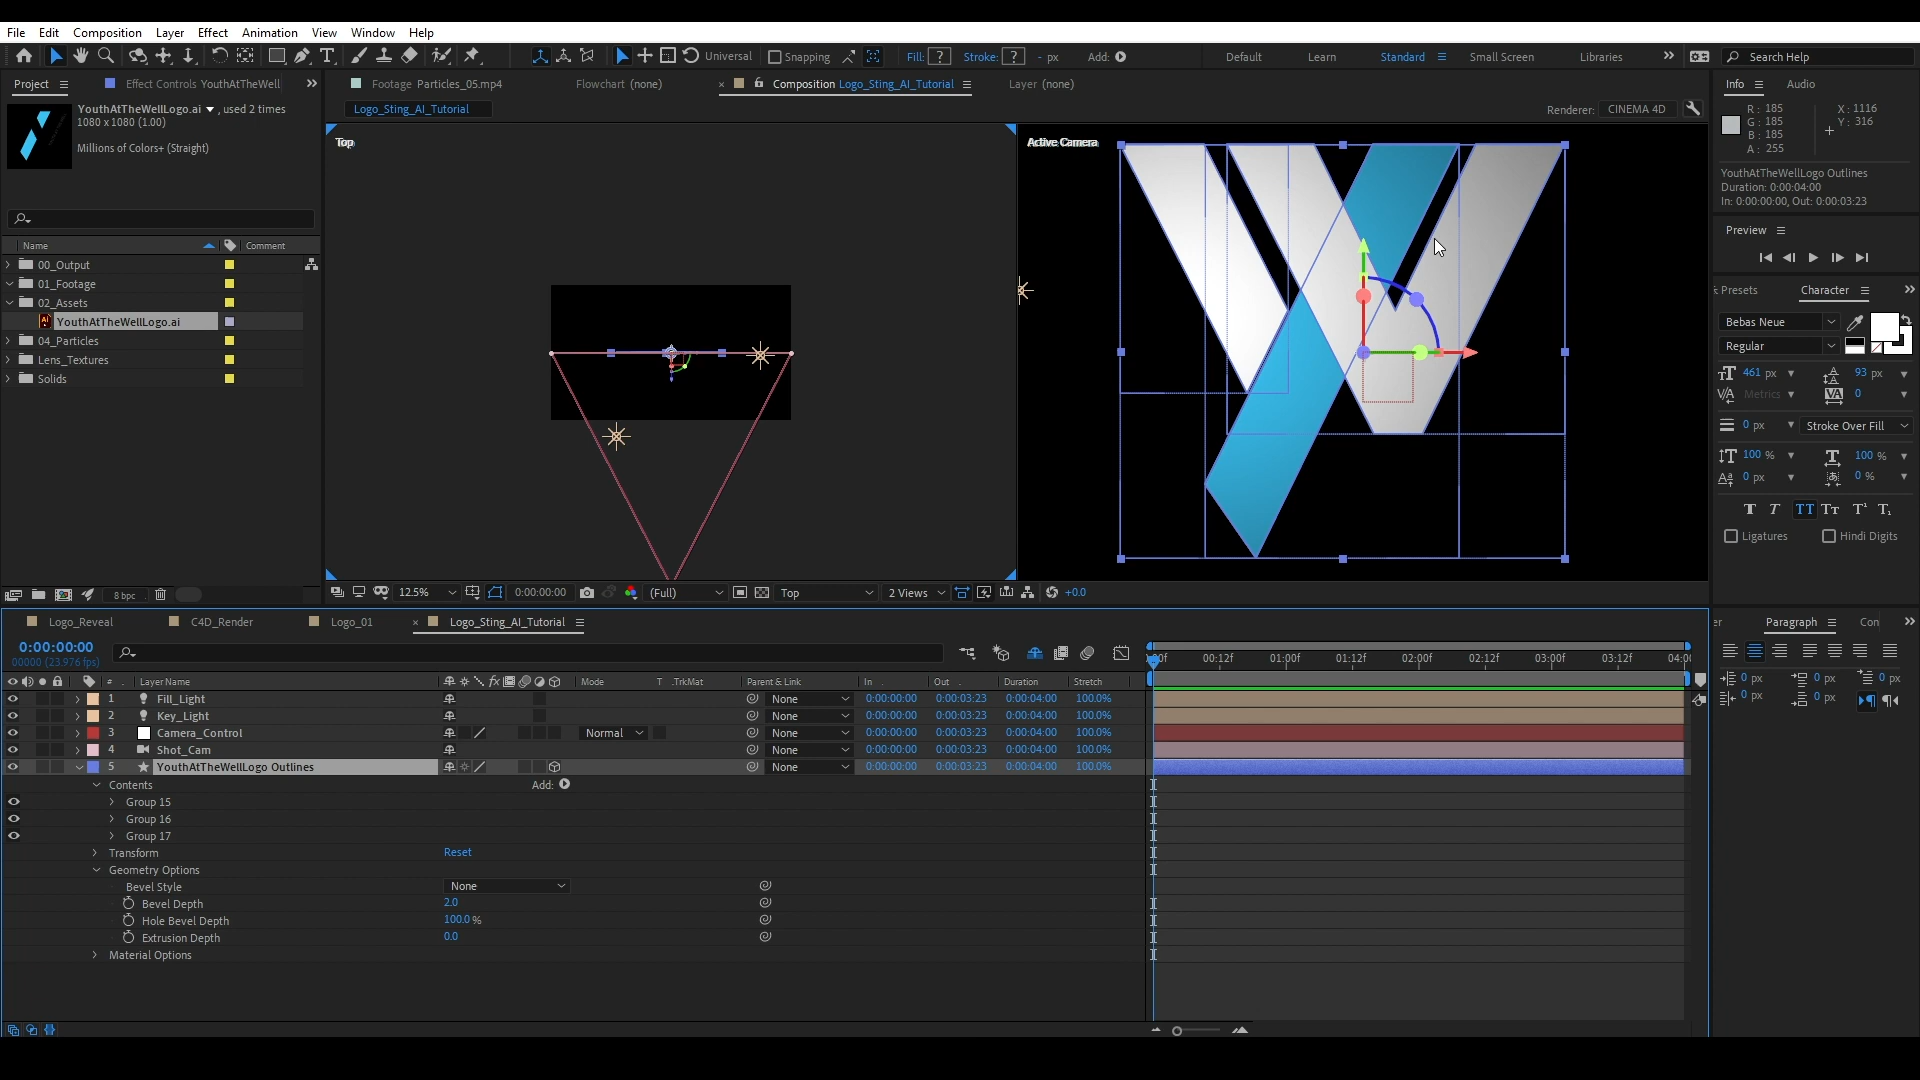 File Edit Composition Layer Effect Animation View Window Help
Universal Snapping Fill: ? Stroke: ? - px Add: Default Learn Standard Small Screen Libraries Search Help
Project Effect Controls YouthAtTheWell Footage Particles_05.mp4 Flowchart (none) Composition Logo_Sting_AI_Tutorial Layer (none) Info Audio
YouthAtTheWellLogo.ai , used 2 times
1080 x 1080 (1.00)
Millions of Colors+ (Straight)
Logo_Sting_AI_Tutorial Renderer: CINEMA 4D
R: 185 X: 1116
G: 185 Y: 316
B: 185
A: 255
Top Active Camera
YouthAtTheWellLogo Outlines
Duration: 0:00:04:00
In: 0:00:00:00, Out: 0:00:03:23
Preview
Name Comment
00_Output
01_Footage
02_Assets
YouthAtTheWellLogo.ai
04_Particles
Lens_Textures
Solids
Presets Character
Bebas Neue
Regular
461 px 93 px
Metrics 0
0 px Stroke Over Fill
100 % 100 %
0 px 0 %
Ligatures Hindi Digits
8 bpc 12.5% 0:00:00:00 (Full) Top 2 Views +0.0
Logo_Reveal C4D_Render Logo_01 Logo_Sting_AI_Tutorial
er Paragraph Con
0 px 0 px 0 px
0 px 0 px
0:00:00:00
00000 (23.976 fps)
00f 00:12f 01:00f 01:12f 02:00f 02:12f 03:00f 03:12f 04:00
# Layer Name Mode T .TrkMat Parent & Link In Out Duration Stretch
1 Fill_Light None 0:00:00:00 0:00:03:23 0:00:04:00 100.0%
2 Key_Light None 0:00:00:00 0:00:03:23 0:00:04:00 100.0%
3 Camera_Control Normal None 0:00:00:00 0:00:03:23 0:00:04:00 100.0%
4 Shot_Cam None 0:00:00:00 0:00:03:23 0:00:04:00 100.0%
5 YouthAtTheWellLogo Outlines None 0:00:00:00 0:00:03:23 0:00:04:00 100.0%
Contents Add:
Group 15
Group 16
Group 17
Transform Reset
Geometry Options
Bevel Style None
Bevel Depth 2.0
Hole Bevel Depth 100.0 %
Extrusion Depth 0.0
Material Options